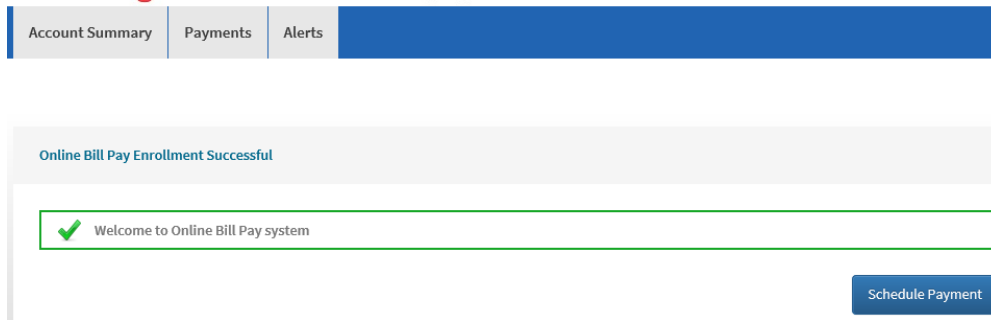 Account Summary Payments Alerts
Online Bill Pay Enrollment Successful
Welcome to Online Bill Pay system
Schedule Payment